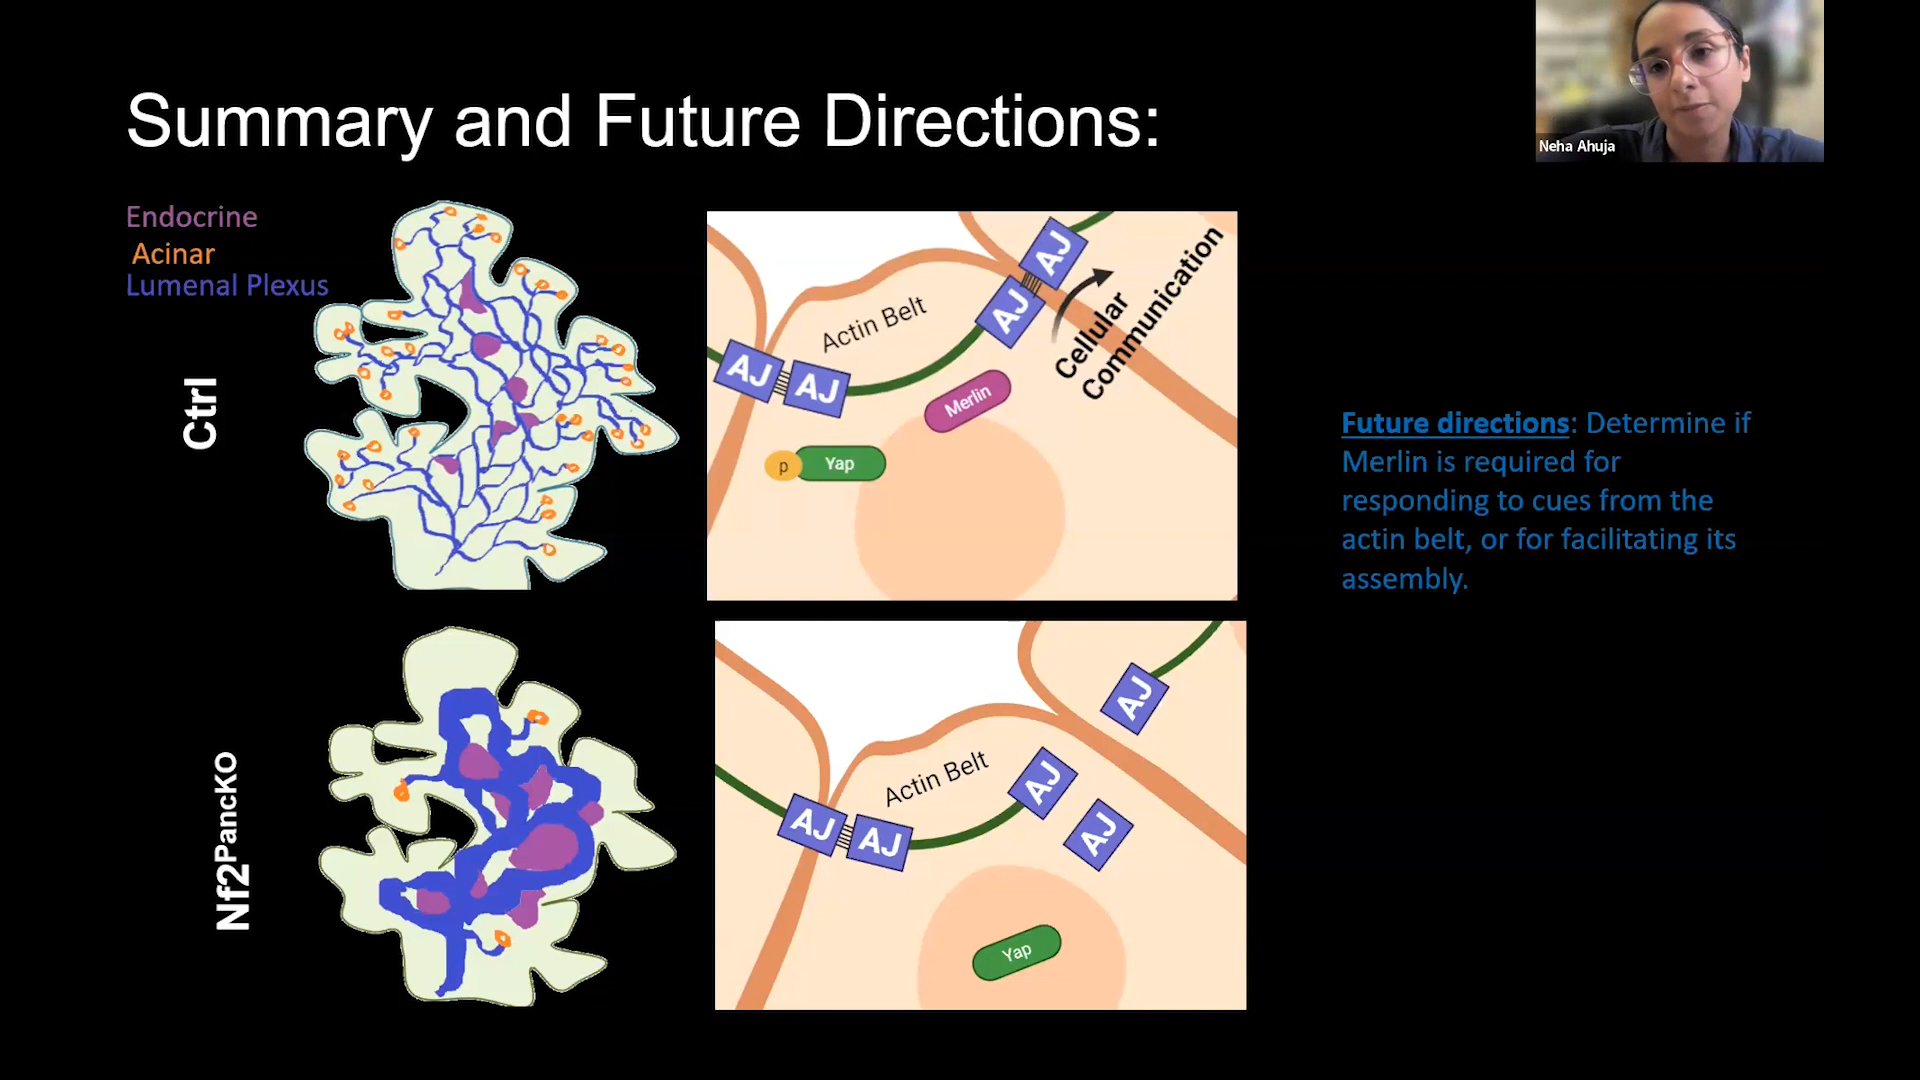 Summary and Future Directions:
Neha Ahuja
Endocrine
Acinar
Lumenal Plexus
Ctrl
AJ
AJ
Actin Belt
AJ
AJ
Cellular
Communication
Merlin
p
Yap
Future directions: Determine if
Merlin is required for
responding to cues from the
actin belt, or for facilitating its
assembly.
Nf2PancKO
AJ
AJ
Actin Belt
AJ
AJ
AJ
Yap